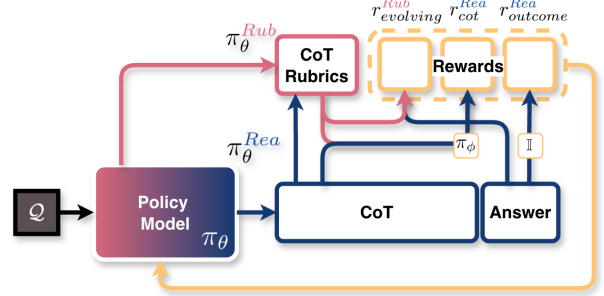 r_{evolving}^{Rub} r_{cot}^{Rea} r_{outcome}^{Rea}
π_θ^{Rub}
CoT
Rubrics
Rewards
π_θ^{Rea}
π_ϕ
𝕀
Q
Policy
Model
π_θ
CoT
Answer